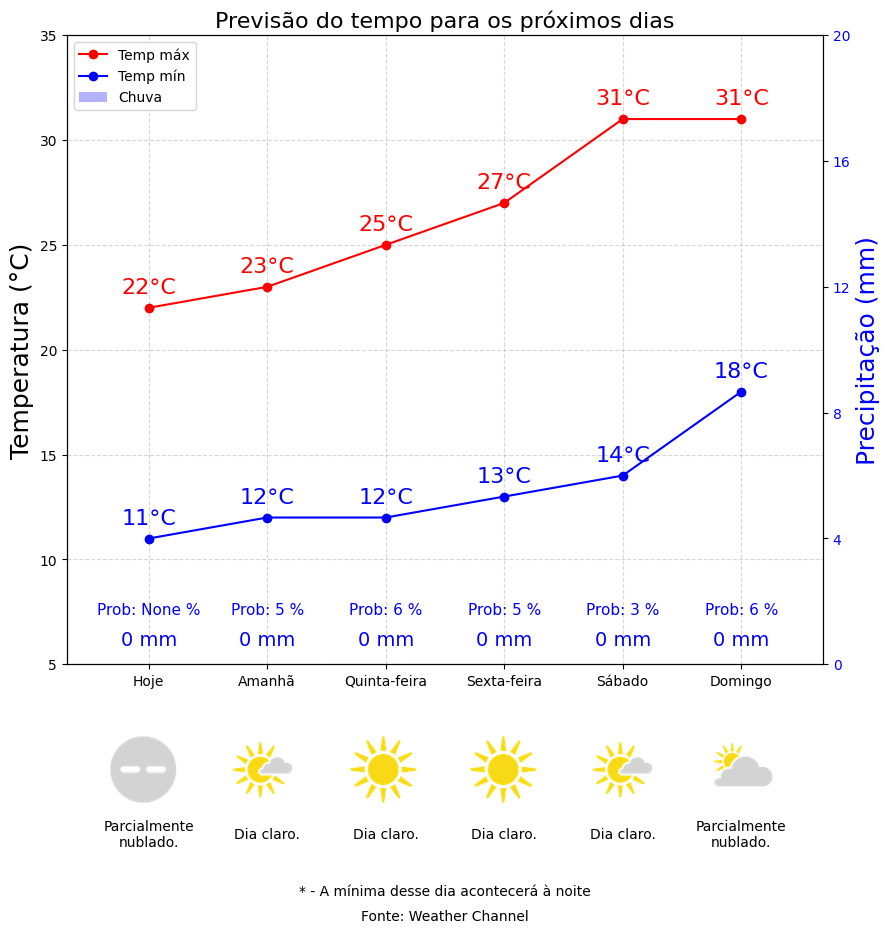 Previsão do tempo para os próximos dias
35
30
25
20
15
10
5
Temperatura (°C)
Temp máx
Temp mín
Chuva
22°C
23°C
25°C
27°C
31°C
31°C
11°C
12°C
12°C
13°C
14°C
18°C
Prob: None %
Prob: 5 %
Prob: 6 %
Prob: 5 %
Prob: 3 %
Prob: 6 %
0 mm
0 mm
0 mm
0 mm
0 mm
0 mm
20
16
12
8
4
0
Precipitação (mm)
Hoje
Amanhã
Quinta-feira
Sexta-feira
Sábado
Domingo
Parcialmente
nublado.
Dia claro.
Dia claro.
Dia claro.
Dia claro.
Parcialmente
nublado.
* - A mínima desse dia acontecerá à noite
Fonte: Weather Channel